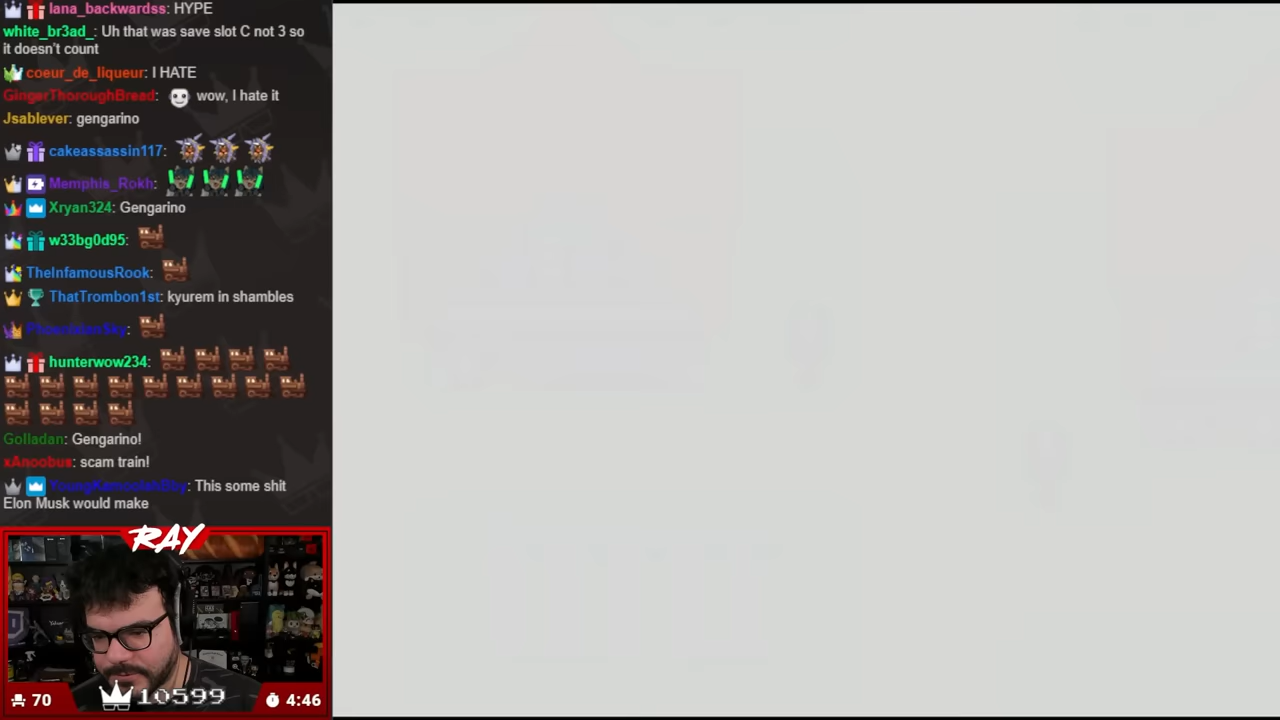 lana_backwardss: HYPE
white_br3ad_: Uh that was save slot C not 3 so
it doesn't count
coeur_de_liqueur: I HATE
GingerThoroughBread: wow, I hate it
Jsablever: gengarino
cakeassassin117:
Memphis_Rokh:
Xryan324: Gengarino
w33bg0d95:
TheInfamousRook:
ThatTrombon1st: kyurem in shambles
hunterwow234:
Golladan: Gengarino!
xAnoobus: scam train!
YoungKamoolahBby: This some shit
Elon Musk would make
RAY
70
10599
4:46